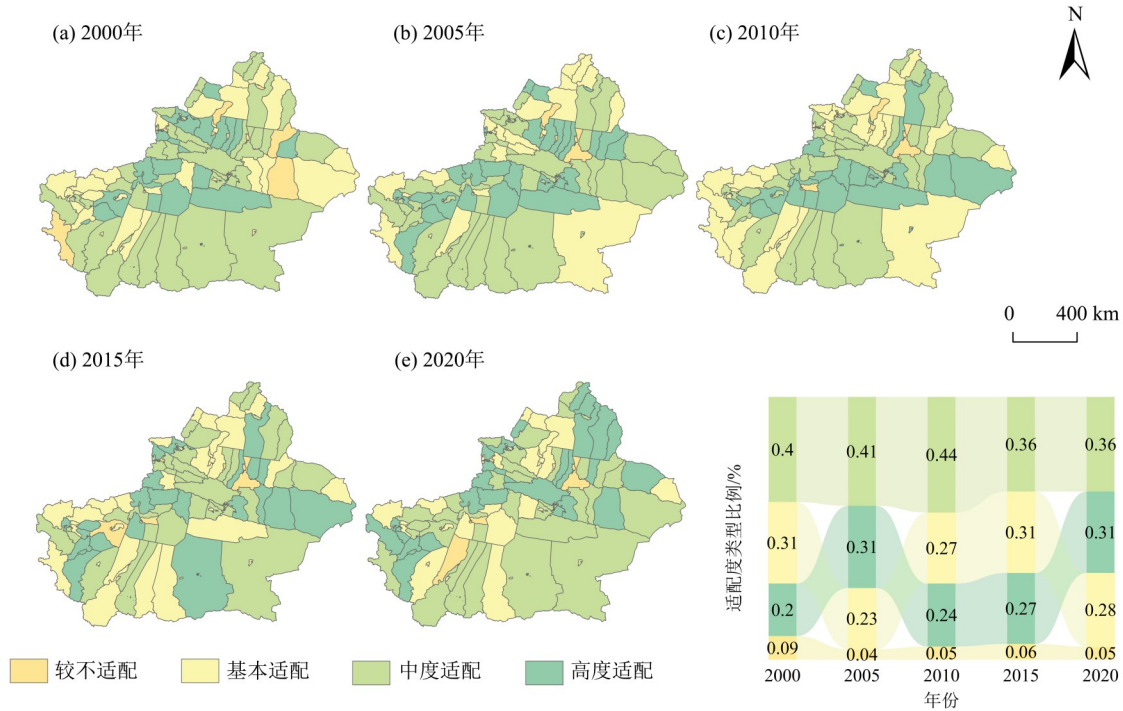 (a) 2000年
(b) 2005年
(c) 2010年
N
0 400 km
(d) 2015年
(e) 2020年
适配度类型比例/%
0.4 0.41 0.44 0.36 0.36
0.31 0.31 0.27 0.31 0.31
0.2 0.23 0.24 0.27 0.28
0.09 0.04 0.05 0.06 0.05
2000 2005 2010 2015 2020
年份
较不适配 基本适配 中度适配 高度适配